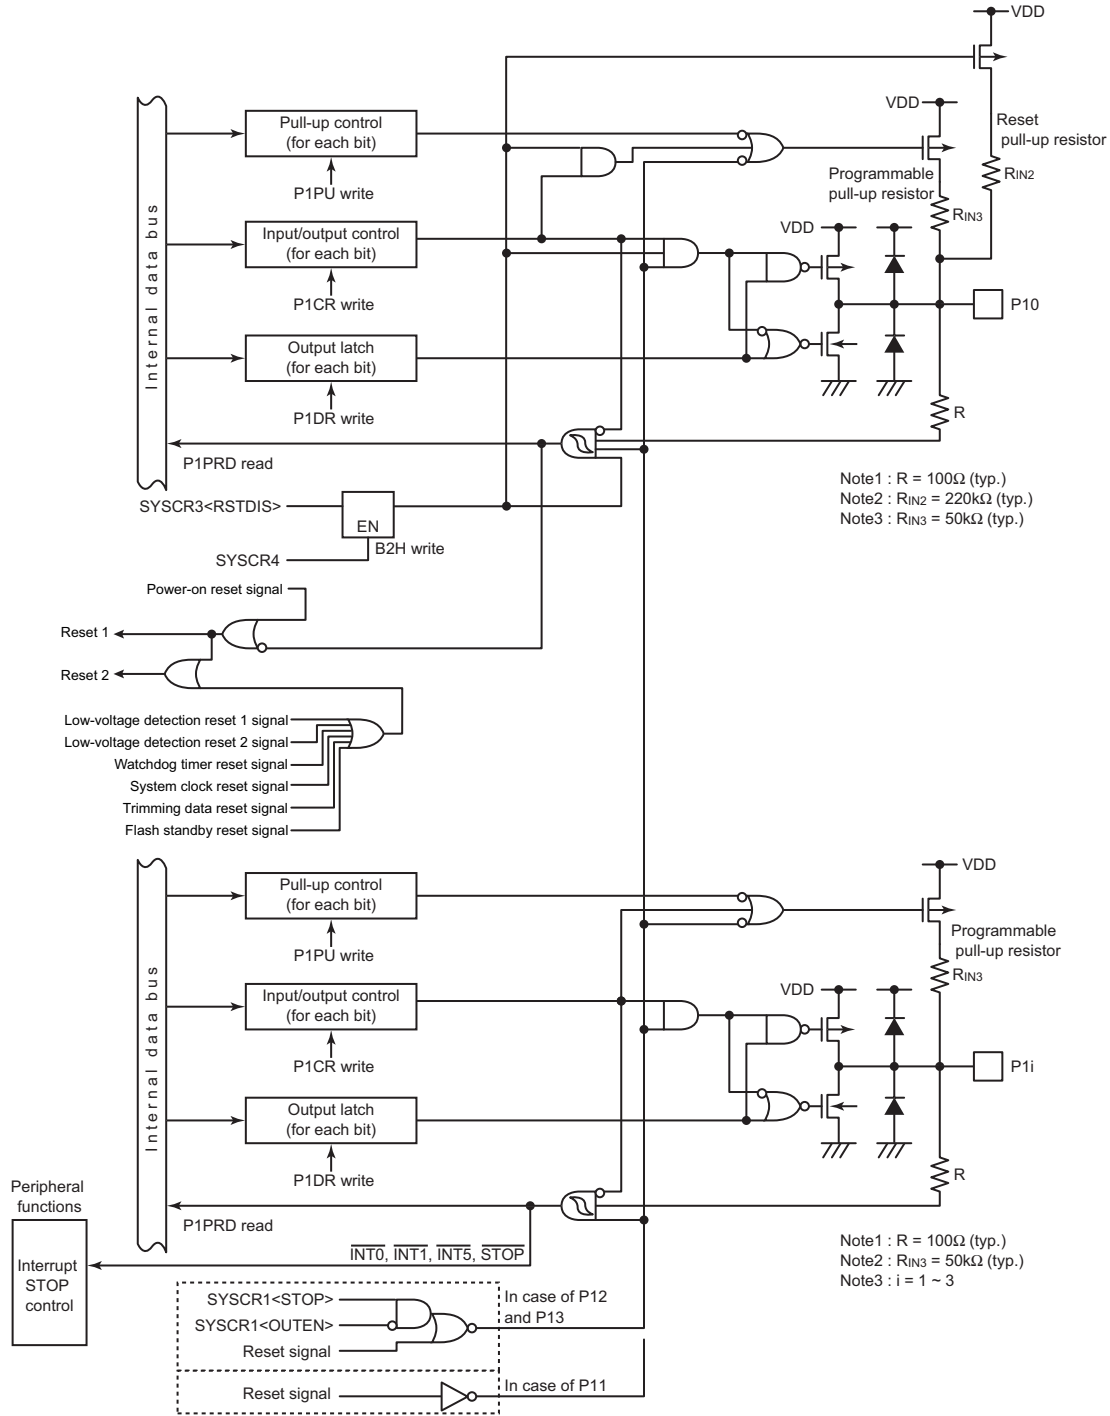 VDD
VDD
Reset
pull-up resistor
Pull-up control
(for each bit)
P1PU write
Programmable
pull-up resistor
RIN2
RIN3
VDD
Internal data bus
Input/output control
(for each bit)
P1CR write
P10
Output latch
(for each bit)
P1DR write
R
P1PRD read
SYSCR3<RSTDIS>
EN
B2H write
SYSCR4
Note1 : R = 100Ω (typ.)
Note2 : RIN2 = 220kΩ (typ.)
Note3 : RIN3 = 50kΩ (typ.)
Power-on reset signal
Reset 1
Reset 2
Low-voltage detection reset 1 signal
Low-voltage detection reset 2 signal
Watchdog timer reset signal
System clock reset signal
Trimming data reset signal
Flash standby reset signal
VDD
Pull-up control
(for each bit)
P1PU write
Programmable
pull-up resistor
RIN3
VDD
Internal data bus
Input/output control
(for each bit)
P1CR write
P1i
Output latch
(for each bit)
P1DR write
R
Peripheral
functions
P1PRD read
INT0, INT1, INT5, STOP
Interrupt
STOP
control
Note1 : R = 100Ω (typ.)
Note2 : RIN3 = 50kΩ (typ.)
Note3 : i = 1 ~ 3
SYSCR1<STOP>
SYSCR1<OUTEN>
Reset signal
In case of P12
and P13
Reset signal
In case of P11